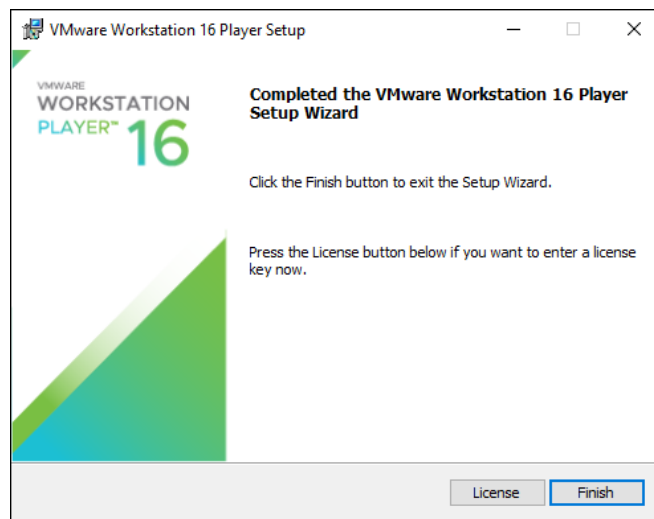 VMware Workstation 16 Player Setup
VMWARE
WORKSTATION
PLAYER™ 16
Completed the VMware Workstation 16 Player
Setup Wizard
Click the Finish button to exit the Setup Wizard.
Press the License button below if you want to enter a license
key now.
License Finish